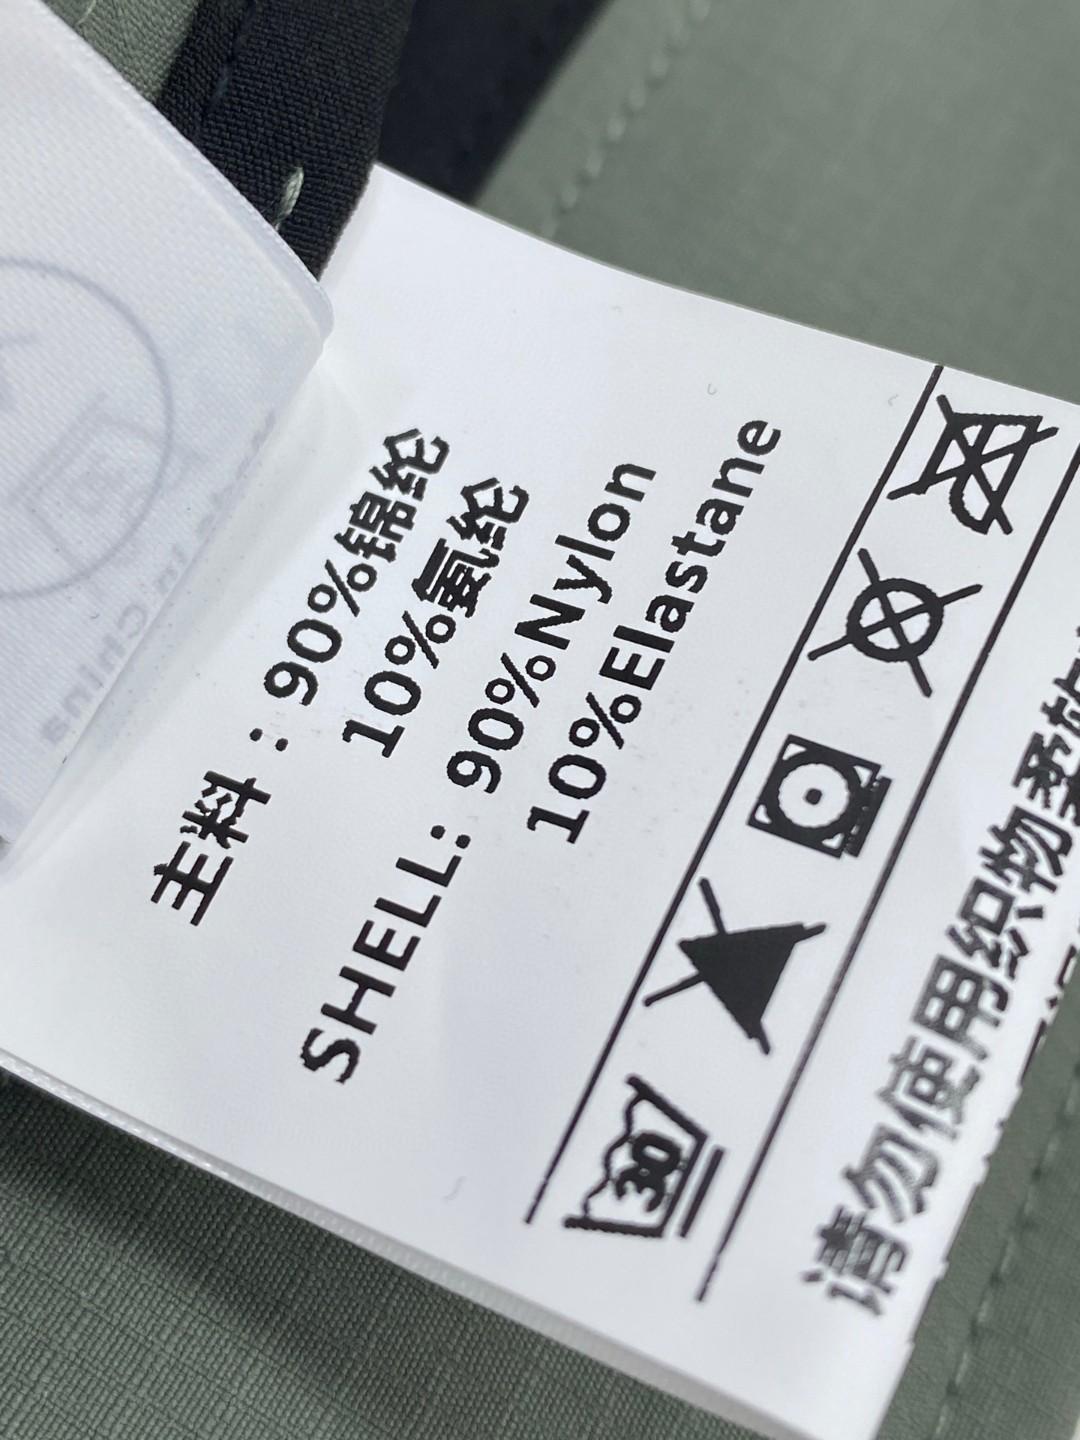 主料：90%锦纶
10%氨纶
SHELL: 90%Nylon
10%Elastane
30
请勿使用织物柔
China